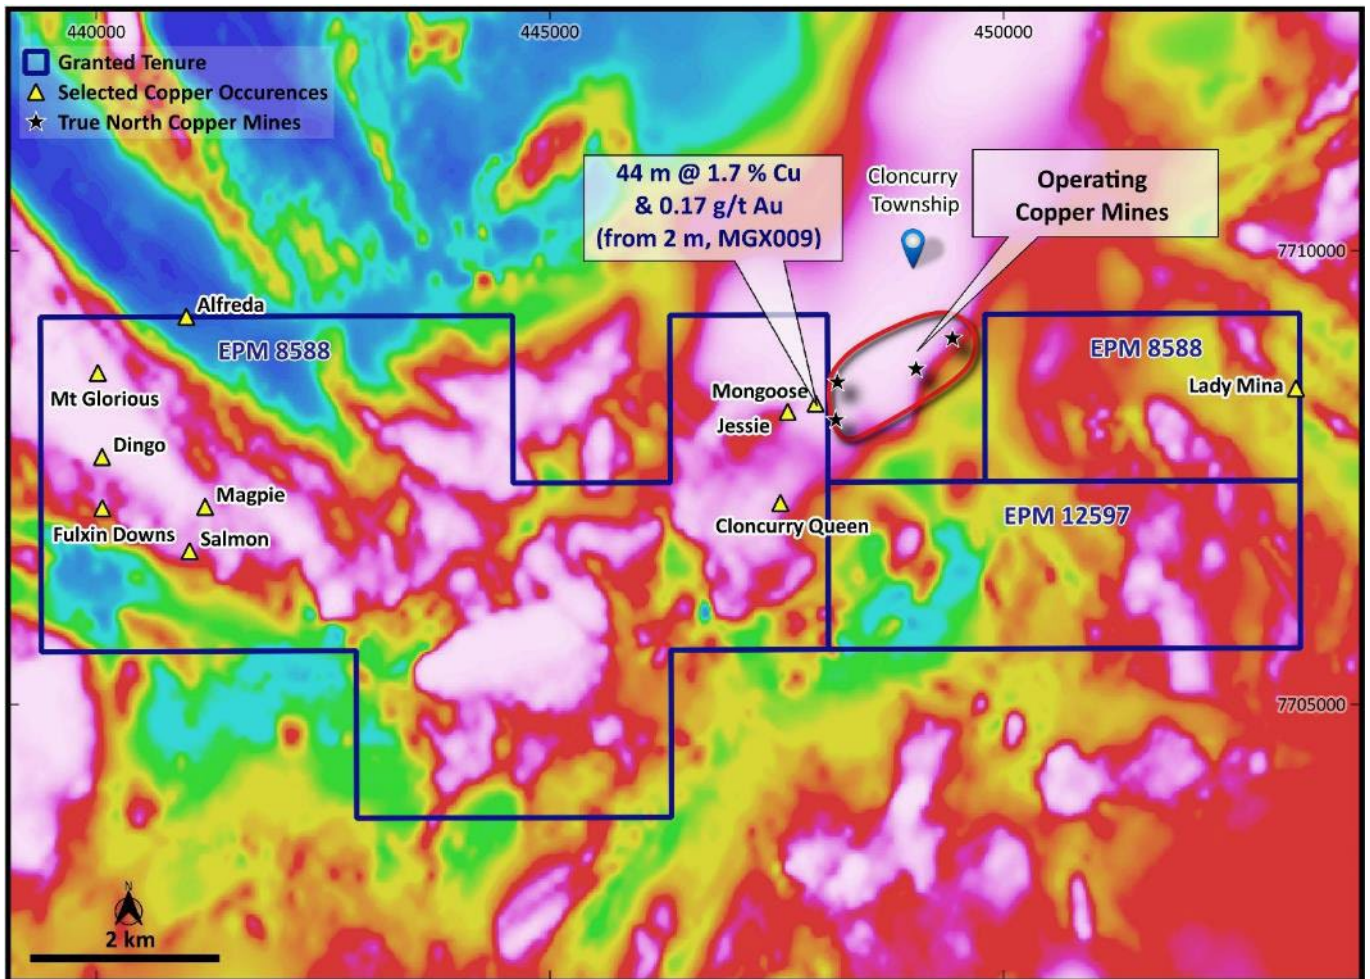 440000
445000
450000
Granted Tenure
Selected Copper Occurences
True North Copper Mines
44 m @ 1.7 % Cu
& 0.17 g/t Au
(from 2 m, MGX009)
Cloncurry
Township
Operating
Copper Mines
7710000
Alfreda
EPM 8588
EPM 8588
Mt Glorious
Mongoose
Lady Mina
Jessie
Dingo
Magpie
Cloncurry Queen
EPM 12597
Fulxin Downs
Salmon
7705000
N
2 km